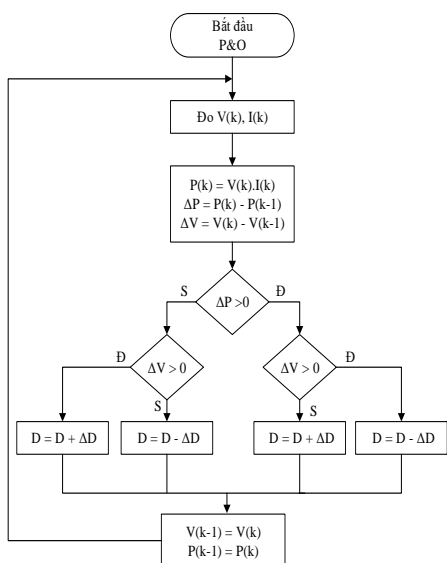 Bắt đầu
P&O
Đo V(k), I(k)
P(k) = V(k).I(k)
ΔP = P(k) - P(k-1)
ΔV = V(k) - V(k-1)
S
ΔP >0
Đ
Đ
ΔV > 0
S
ΔV > 0
Đ
S
D = D + ΔD
D = D - ΔD
D = D + ΔD
D = D - ΔD
V(k-1) = V(k)
P(k-1) = P(k)